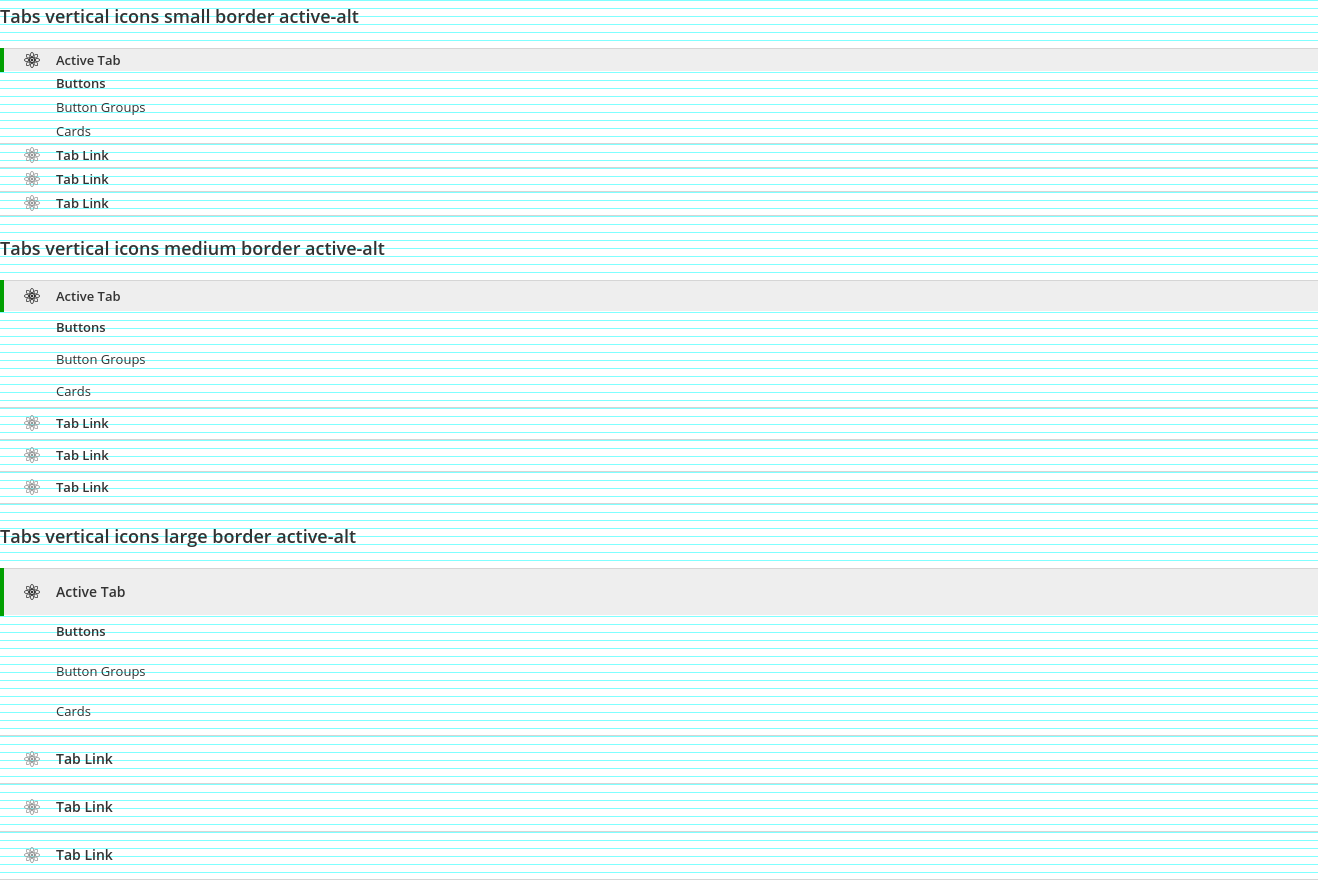 Tabs vertical icons small border active-alt
Active Tab
Buttons
Button Groups
Cards
Tab Link
Tab Link
Tab Link
Tabs vertical icons medium border active-alt
Active Tab
Buttons
Button Groups
Cards
Tab Link
Tab Link
Tab Link
Tabs vertical icons large border active-alt
Active Tab
Buttons
Button Groups
Cards
Tab Link
Tab Link
Tab Link